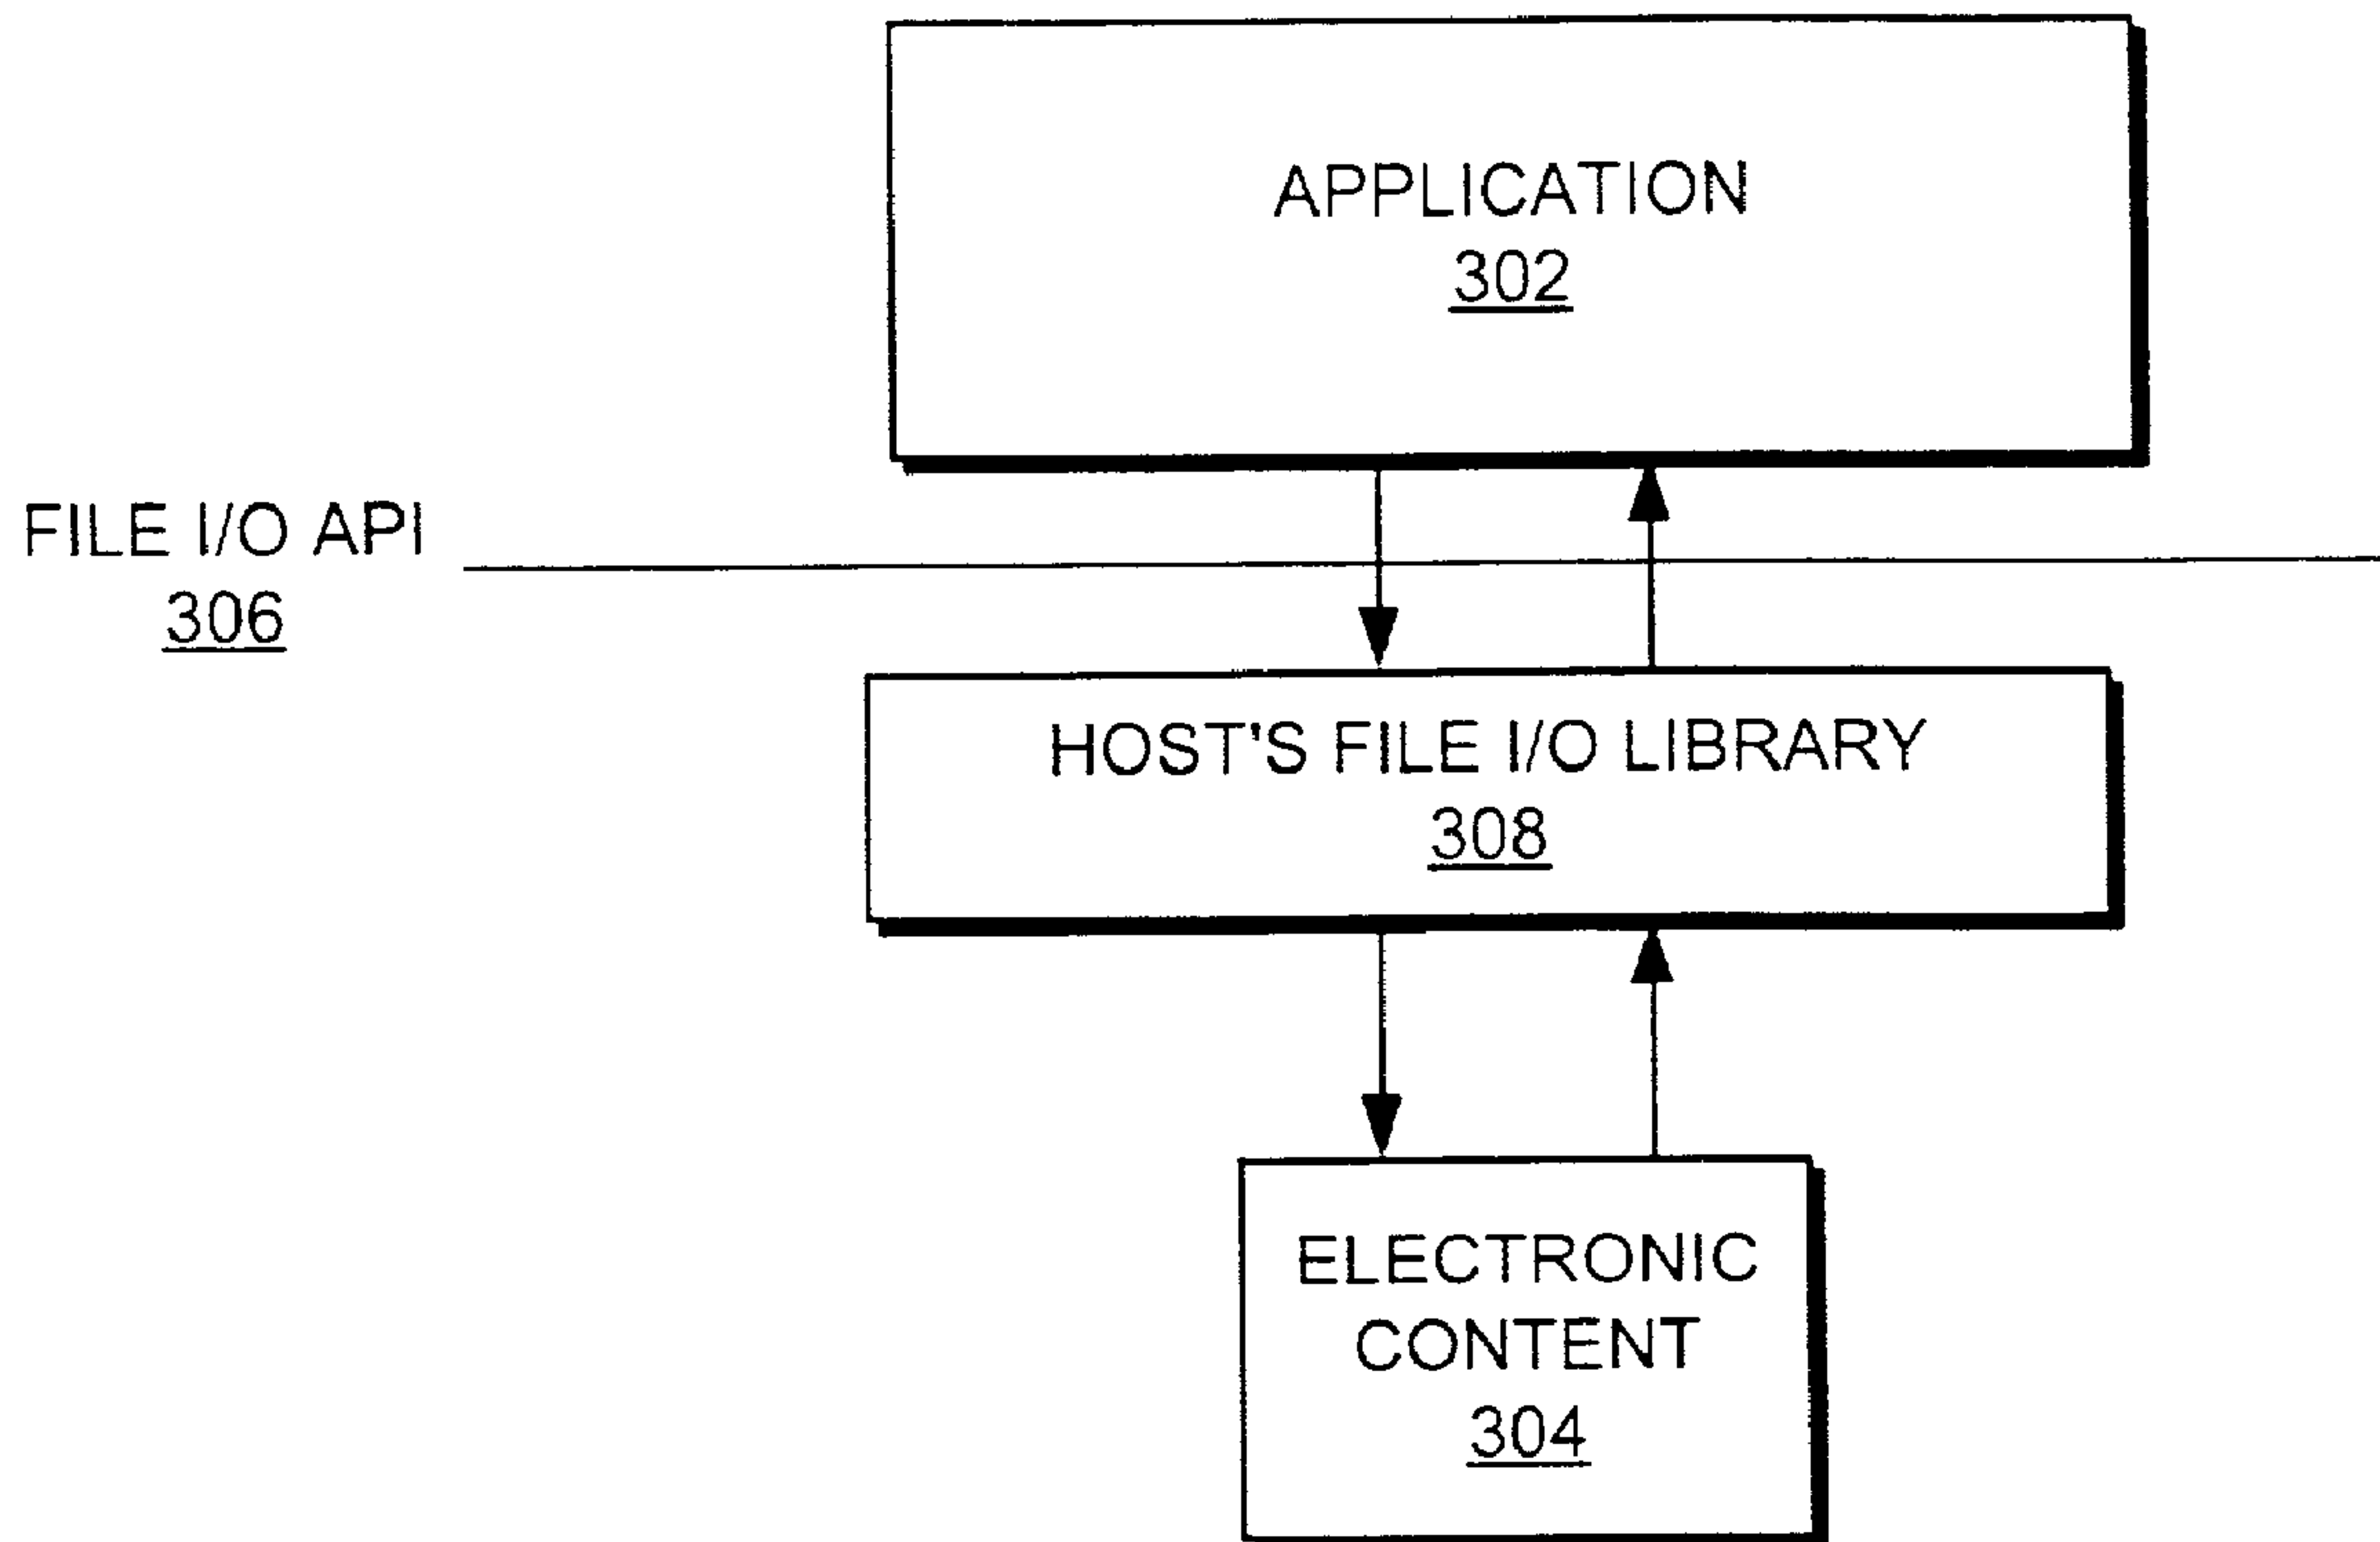 APPLICATION
302
FILE I/O API
306
HOST'S FILE I/O LIBRARY
308
ELECTRONIC
CONTENT
304